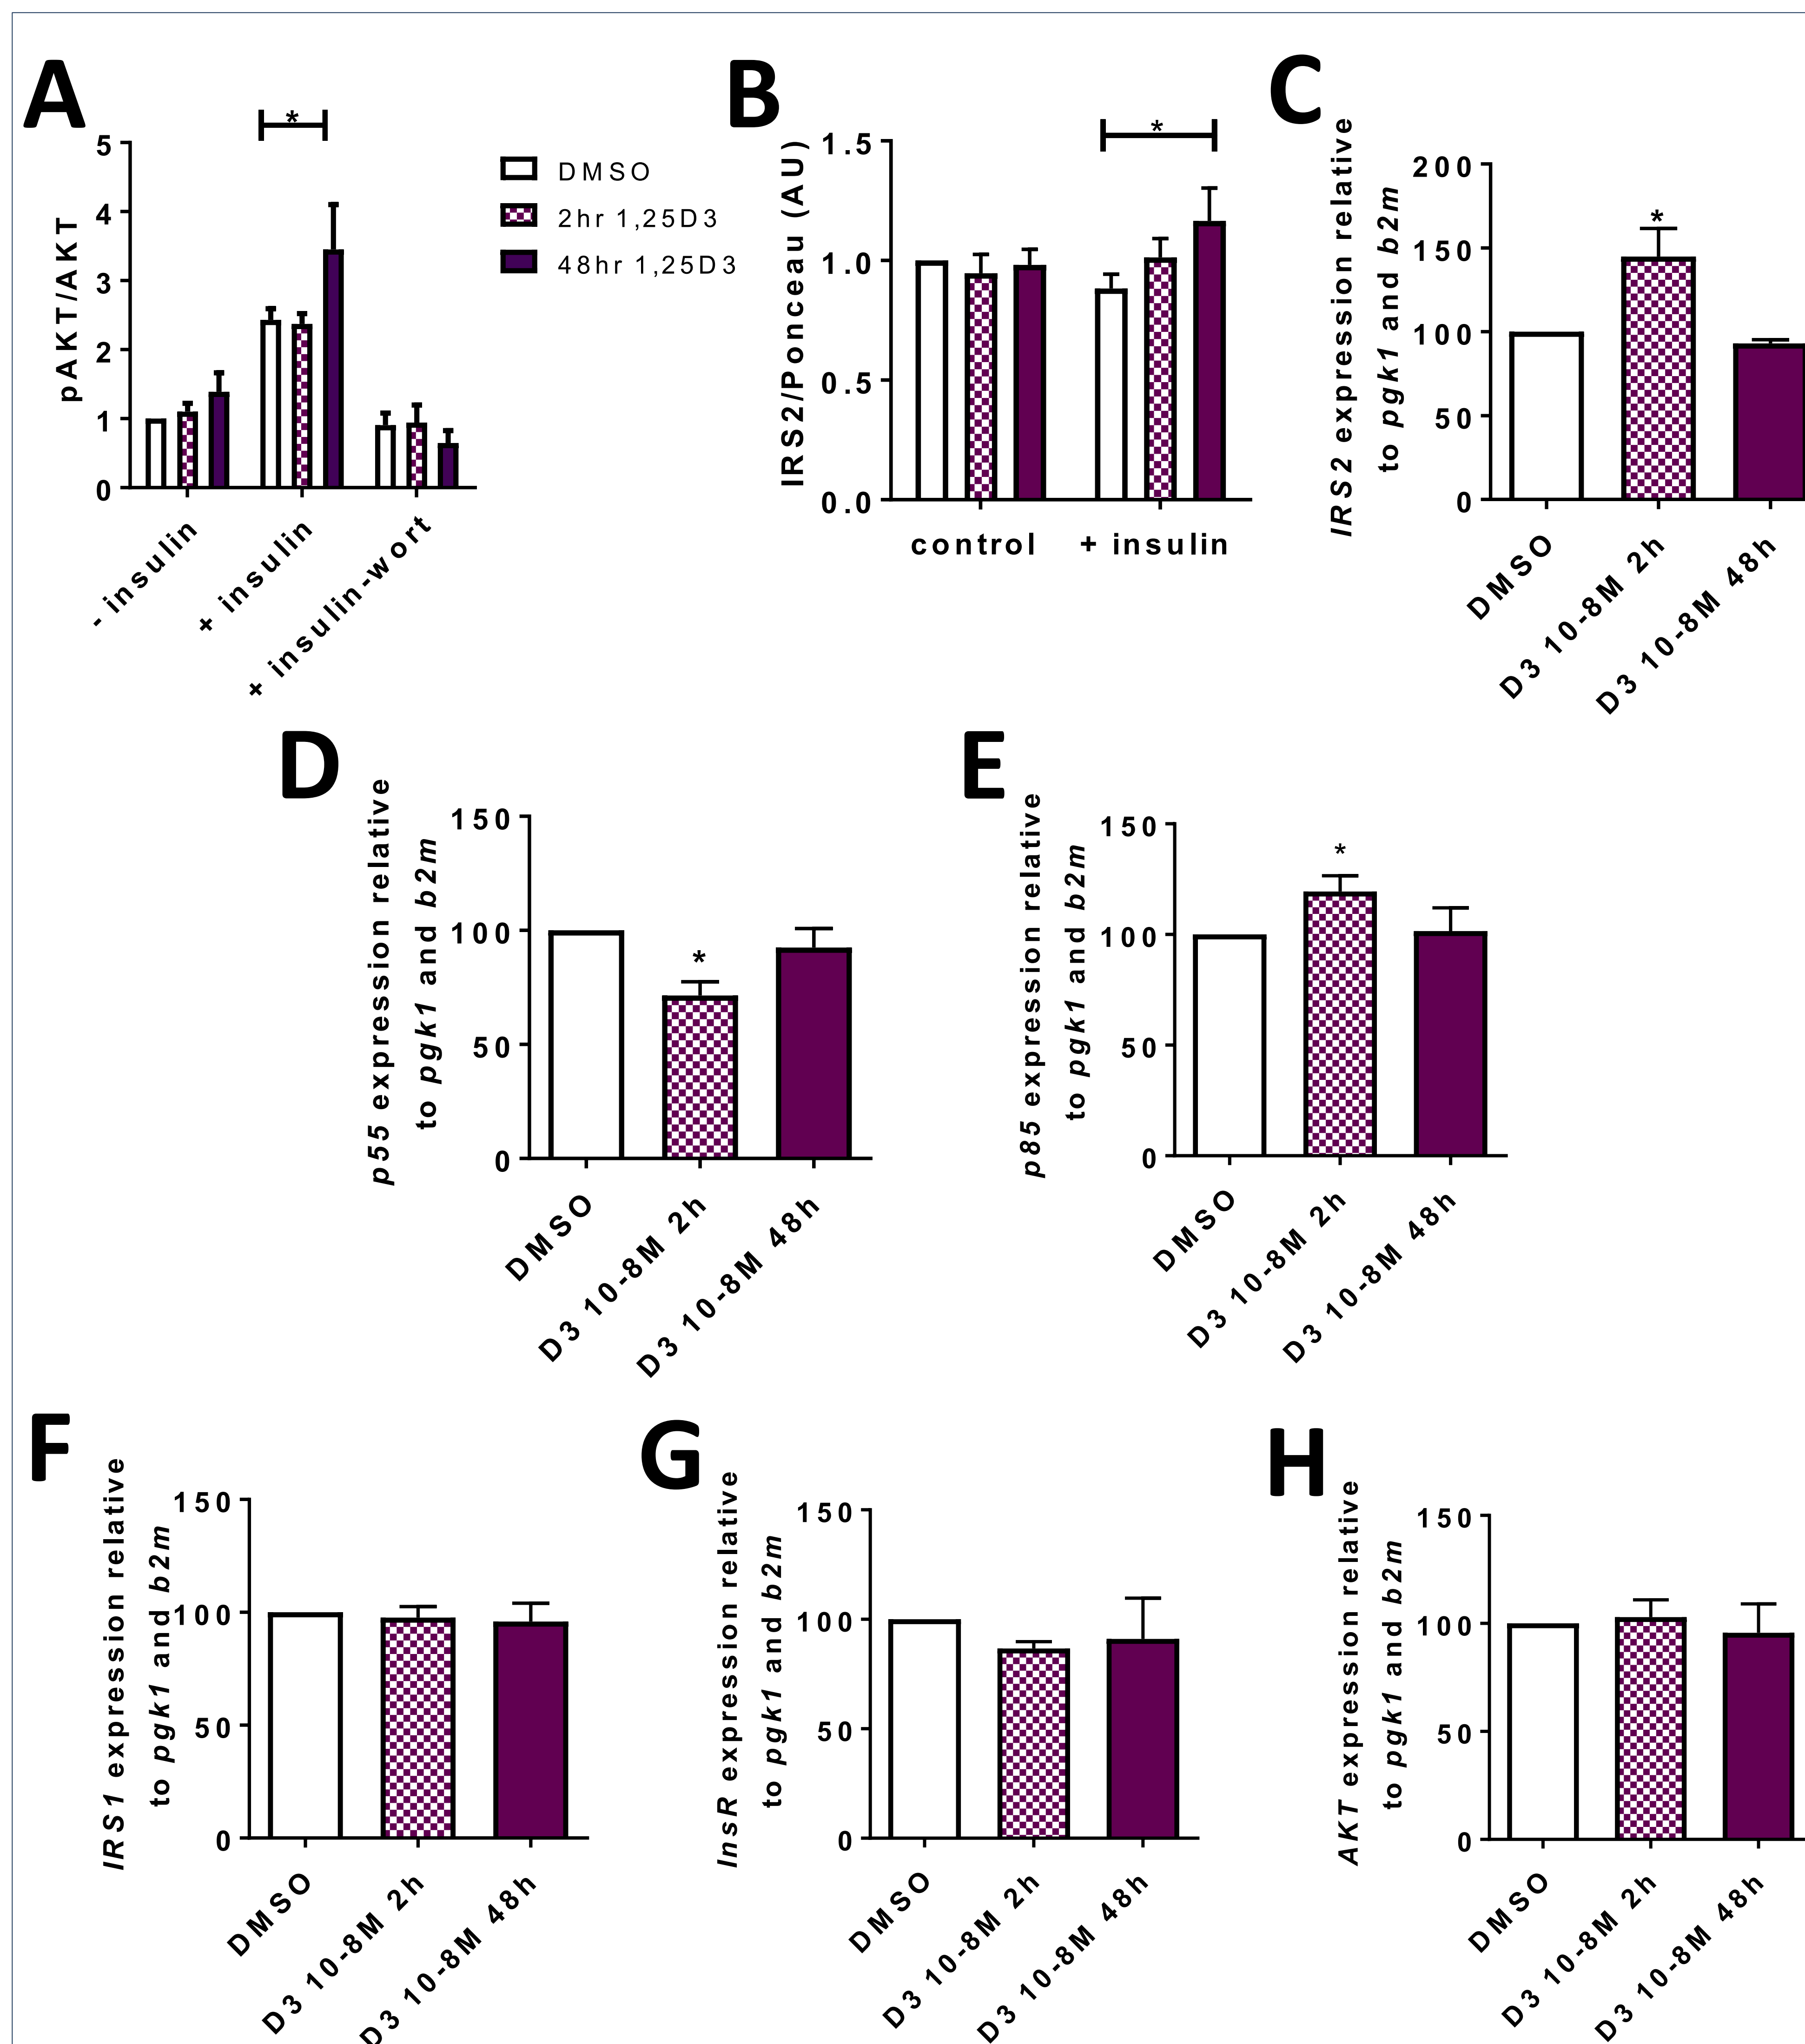 A
*
pAKT/AKT
5
4
3
2
1
0
- insulin
+ insulin
+ insulin-wort
DMSO
2hr 1,25D3
48hr 1,25D3
B
*
IRS2/Ponceau (AU)
1.5
1.0
0.5
0.0
control
+ insulin
C
IRS2 expression relative
to pgk1 and b2m
200
150
100
50
0
*
DMSO
D3 10-8M 2h
D3 10-8M 48h
D
p55 expression relative
to pgk1 and b2m
150
100
50
0
*
DMSO
D3 10-8M 2h
D3 10-8M 48h
E
p85 expression relative
to pgk1 and b2m
150
100
50
0
*
DMSO
D3 10-8M 2h
D3 10-8M 48h
F
IRS1 expression relative
to pgk1 and b2m
150
100
50
0
DMSO
D3 10-8M 2h
D3 10-8M 48h
G
InsR expression relative
to pgk1 and b2m
150
100
50
0
DMSO
D3 10-8M 2h
D3 10-8M 48h
H
AKT expression relative
to pgk1 and b2m
150
100
50
0
DMSO
D3 10-8M 2h
D3 10-8M 48h